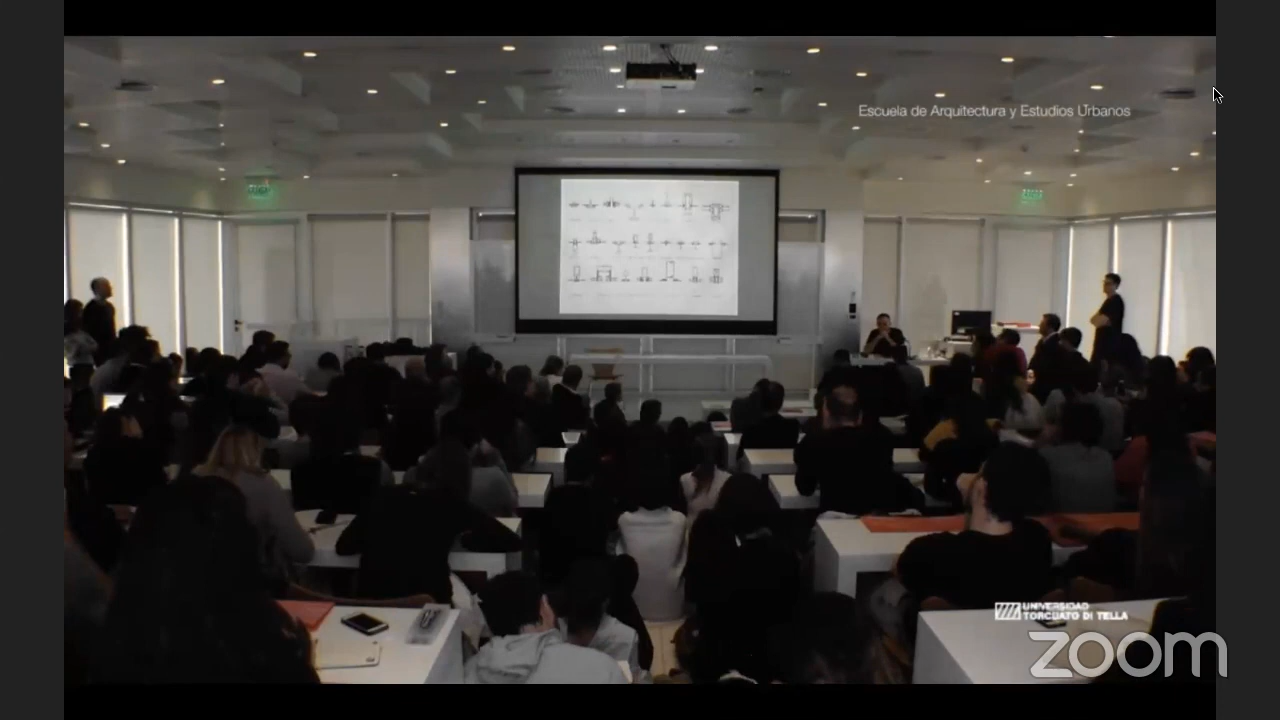 Escuela de Arquitectura y Estudios Urbanos
UNIVERSIDAD
TORCUATO DI TELLA
zoom